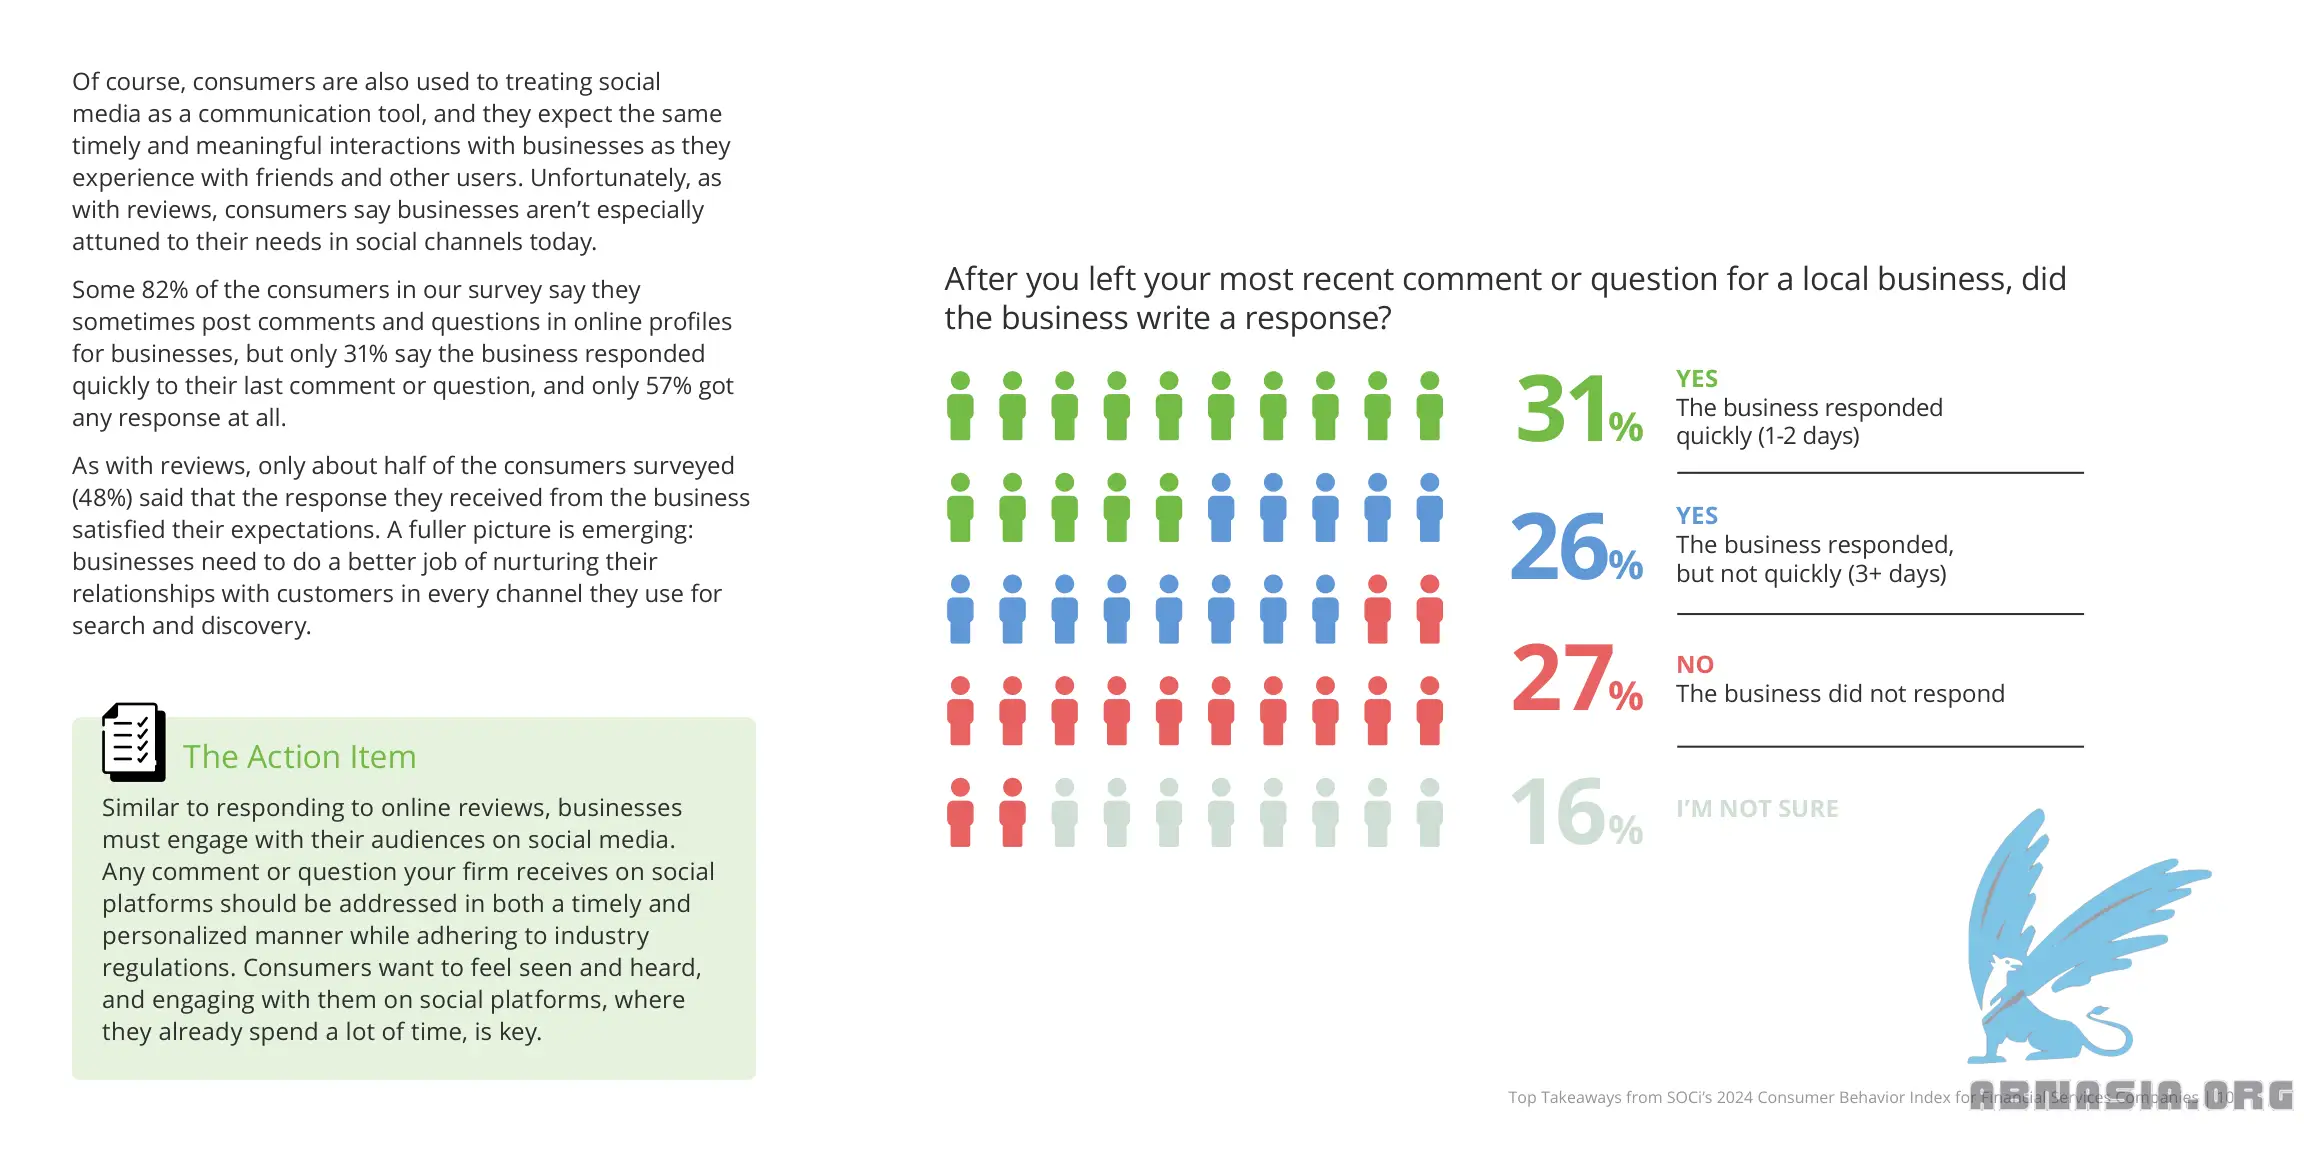 Of course, consumers are also used to treating social
media as a communication tool, and they expect the same
timely and meaningful interactions with businesses as they
experience with friends and other users. Unfortunately, as
with reviews, consumers say businesses aren’t especially
attuned to their needs in social channels today.
Some 82% of the consumers in our survey say they
sometimes post comments and questions in online profiles
for businesses, but only 31% say the business responded
quickly to their last comment or question, and only 57% got
any response at all.
As with reviews, only about half of the consumers surveyed
(48%) said that the response they received from the business
satisfied their expectations. A fuller picture is emerging:
businesses need to do a better job of nurturing their
relationships with customers in every channel they use for
search and discovery.
The Action Item
Similar to responding to online reviews, businesses
must engage with their audiences on social media.
Any comment or question your firm receives on social
platforms should be addressed in both a timely and
personalized manner while adhering to industry
regulations. Consumers want to feel seen and heard,
and engaging with them on social platforms, where
they already spend a lot of time, is key.
After you left your most recent comment or question for a local business, did
the business write a response?
31%
YES
The business responded
quickly (1-2 days)
26%
YES
The business responded,
but not quickly (3+ days)
27%
NO
The business did not respond
16%
I’M NOT SURE
Top Takeaways from SOCi’s 2024 Consumer Behavior Index for Financial Services Companies | 10
ABNASIA.ORG